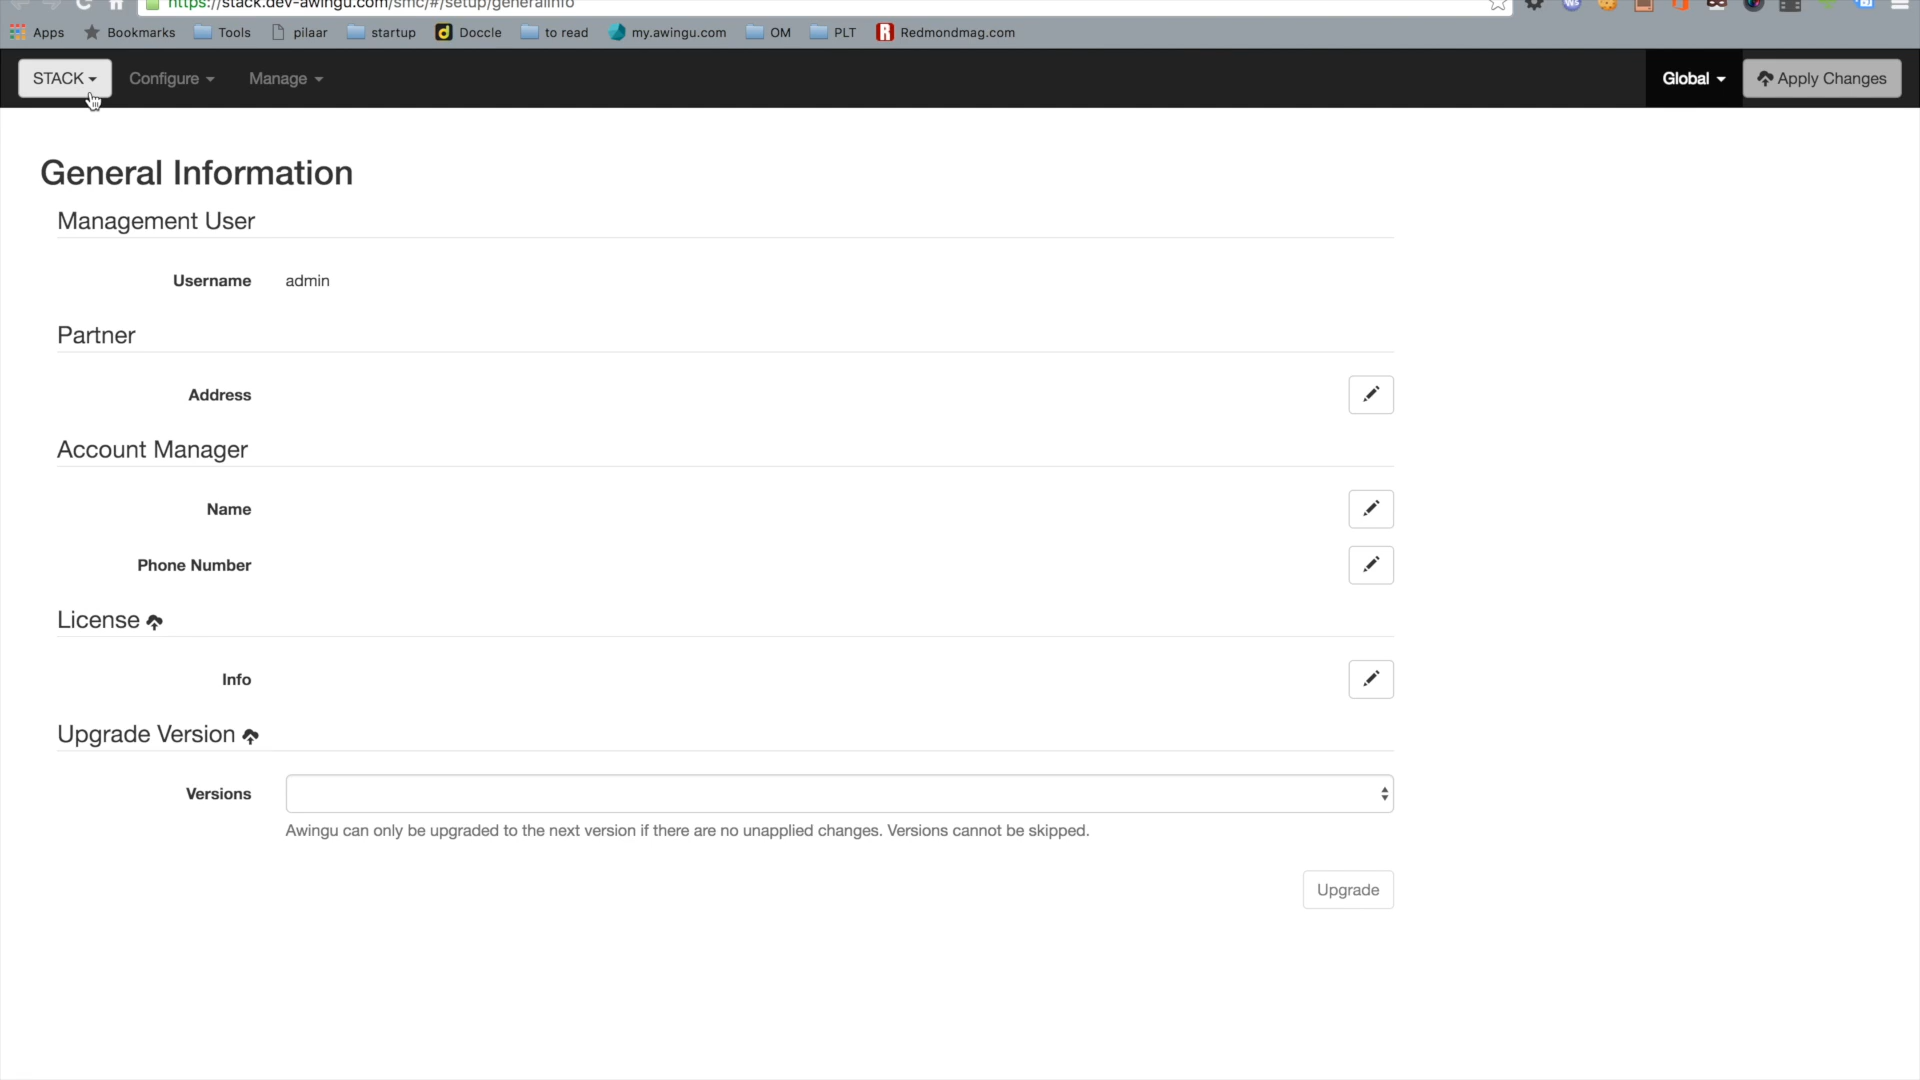 https://stack.dev-awingu.com/smc/#/setup/generalinfo
Apps Bookmarks Tools pilaar startup Doccle to read my.awingu.com OM PLT Redmondmag.com
STACK Configure Manage Global Apply Changes
General Information
Management User
Username admin
Partner
Address
Account Manager
Name
Phone Number
License
Info
Upgrade Version
Versions
Awingu can only be upgraded to the next version if there are no unapplied changes. Versions cannot be skipped.
Upgrade